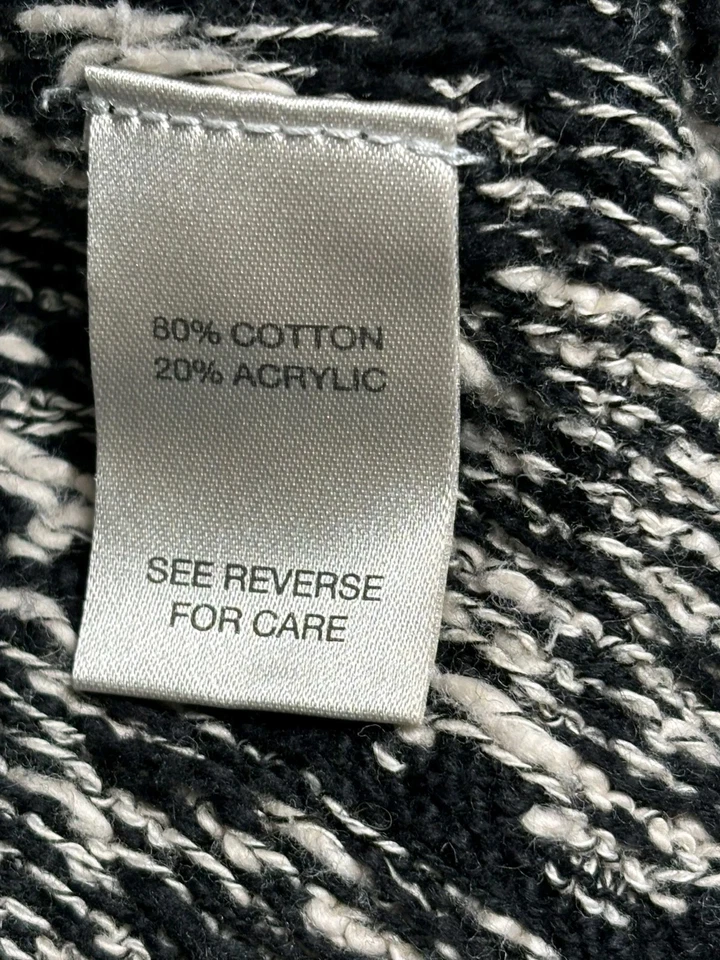 80% COTTON
20% ACRYLIC
SEE REVERSE
FOR CARE